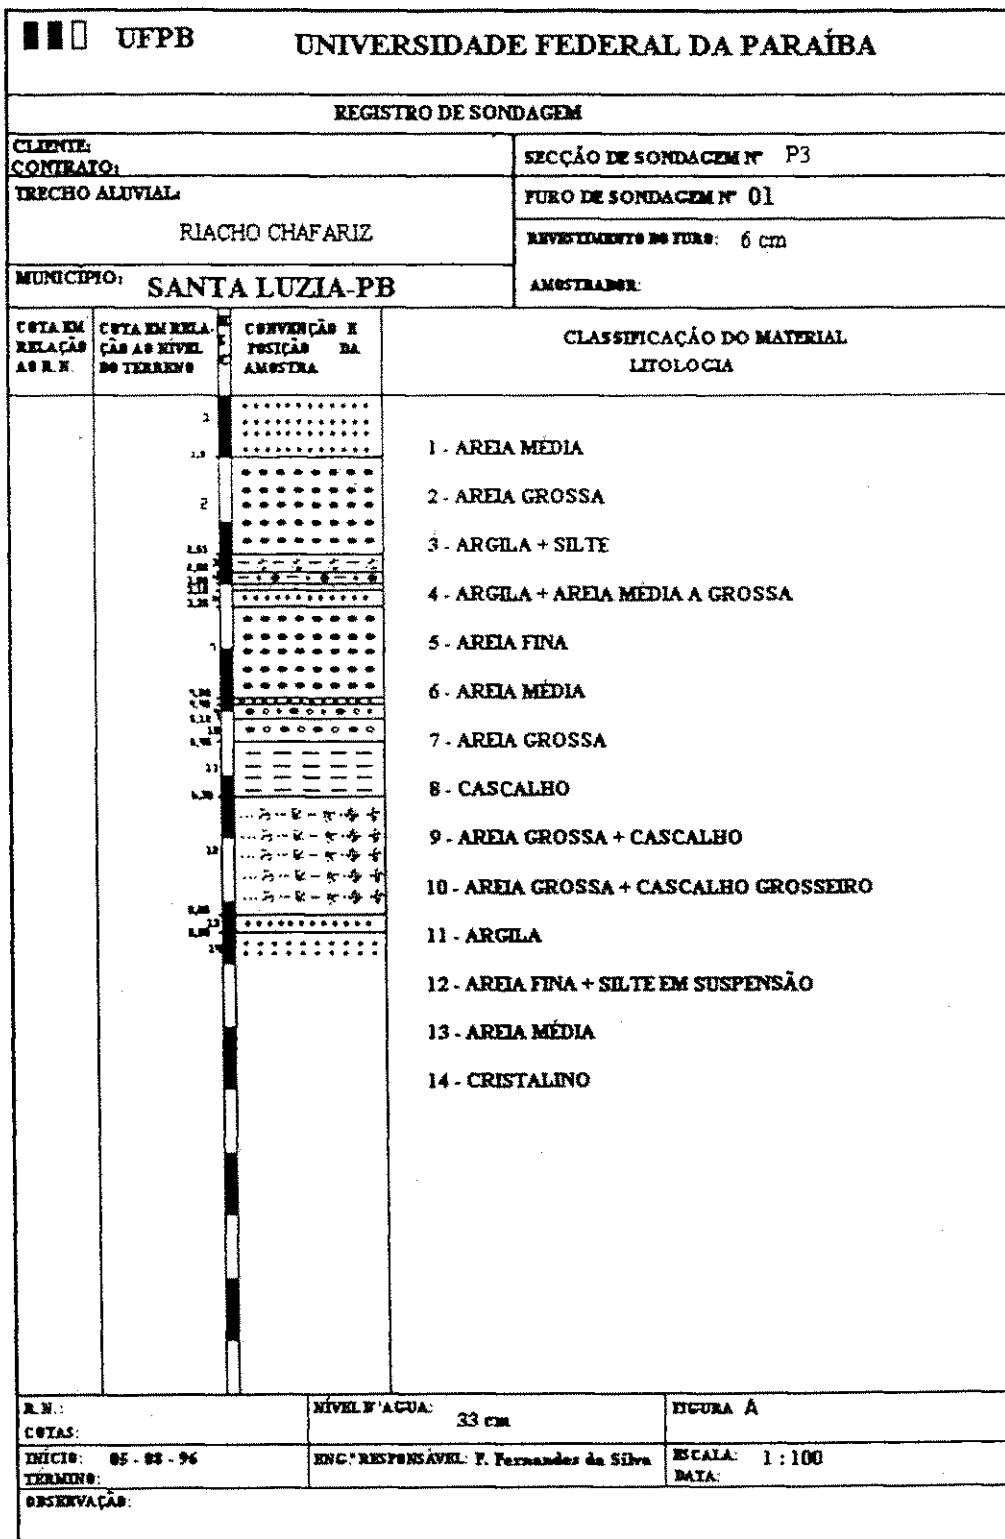 UFPB UNIVERSIDADE FEDERAL DA PARAÍBA
REGISTRO DE SONDAGEM
CLIENTE:
CONTRATO:
SECÇÃO DE SONDAGEM Nº P3
TRECHO ALUVIAL:
RIACHO CHAFARIZ
FURO DE SONDAGEM Nº 01
REVESTIMENTO DO FURO: 6 cm
MUNICÍPIO: SANTA LUZIA-PB
AMOSTRADOR:
COTA EM RELAÇÃO AO R.N.
COTA EM RELAÇÃO AO NÍVEL DO TERRENO
CONVENÇÃO E POSIÇÃO DA AMOSTRA
CLASSIFICAÇÃO DO MATERIAL
LITOLOGIA
1 - AREIA MÉDIA
2 - AREIA GROSSA
3 - ARGILA + SILTE
4 - ARGILA + AREIA MÉDIA A GROSSA
5 - AREIA FINA
6 - AREIA MÉDIA
7 - AREIA GROSSA
8 - CASCALHO
9 - AREIA GROSSA + CASCALHO
10 - AREIA GROSSA + CASCALHO GROSSEIRO
11 - ARGILA
12 - AREIA FINA + SILTE EM SUSPENSÃO
13 - AREIA MÉDIA
14 - CRISTALINO
R.N.:
COTAS:
NÍVEL D'AGUA: 33 cm
FIGURA A
INÍCIO: 05 - 08 - 96
TÉRMINO:
ENG.º RESPONSÁVEL: F. Fernandes da Silva
ESCALA: 1 : 100
DATA:
OBSERVAÇÃO: